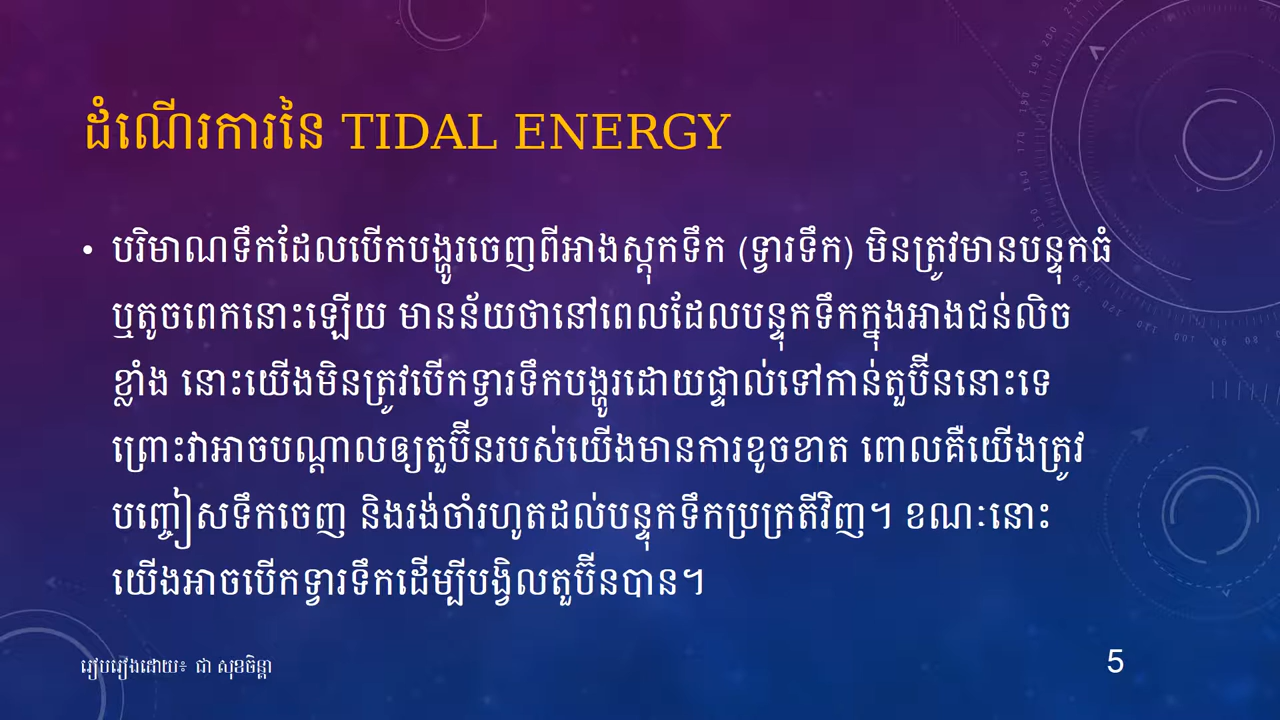 ដំណើរការនៃ TIDAL ENERGY
• បរិមាណទឹកដែលបើកបង្ហូរចេញពីអាងស្តុកទឹក (ទ្វារទឹក) មិនត្រូវមានបន្ទុកធំ
ឬតូចពេកនោះឡើយ មានន័យថានៅពេលដែលបន្ទុកទឹកក្នុងអាងជន់លិច
ខ្លាំង នោះយើងមិនត្រូវបើកទ្វារទឹកបង្ហូរដោយផ្ទាល់ទៅកាន់តួប៊ីននោះទេ
ព្រោះវាអាចបណ្តាលឲ្យតួប៊ីនរបស់យើងមានការខូចខាត ពោលគឺយើងត្រូវ
បញ្ចៀសទឹកចេញ និងរង់ចាំរហូតដល់បន្ទុកទឹកប្រក្រតីវិញ។ ខណៈនោះ
យើងអាចបើកទ្វារទឹកដើម្បីបង្វិលតួប៊ីនបាន។
រៀបរៀងដោយ៖ ជា សុខចិន្តា
5